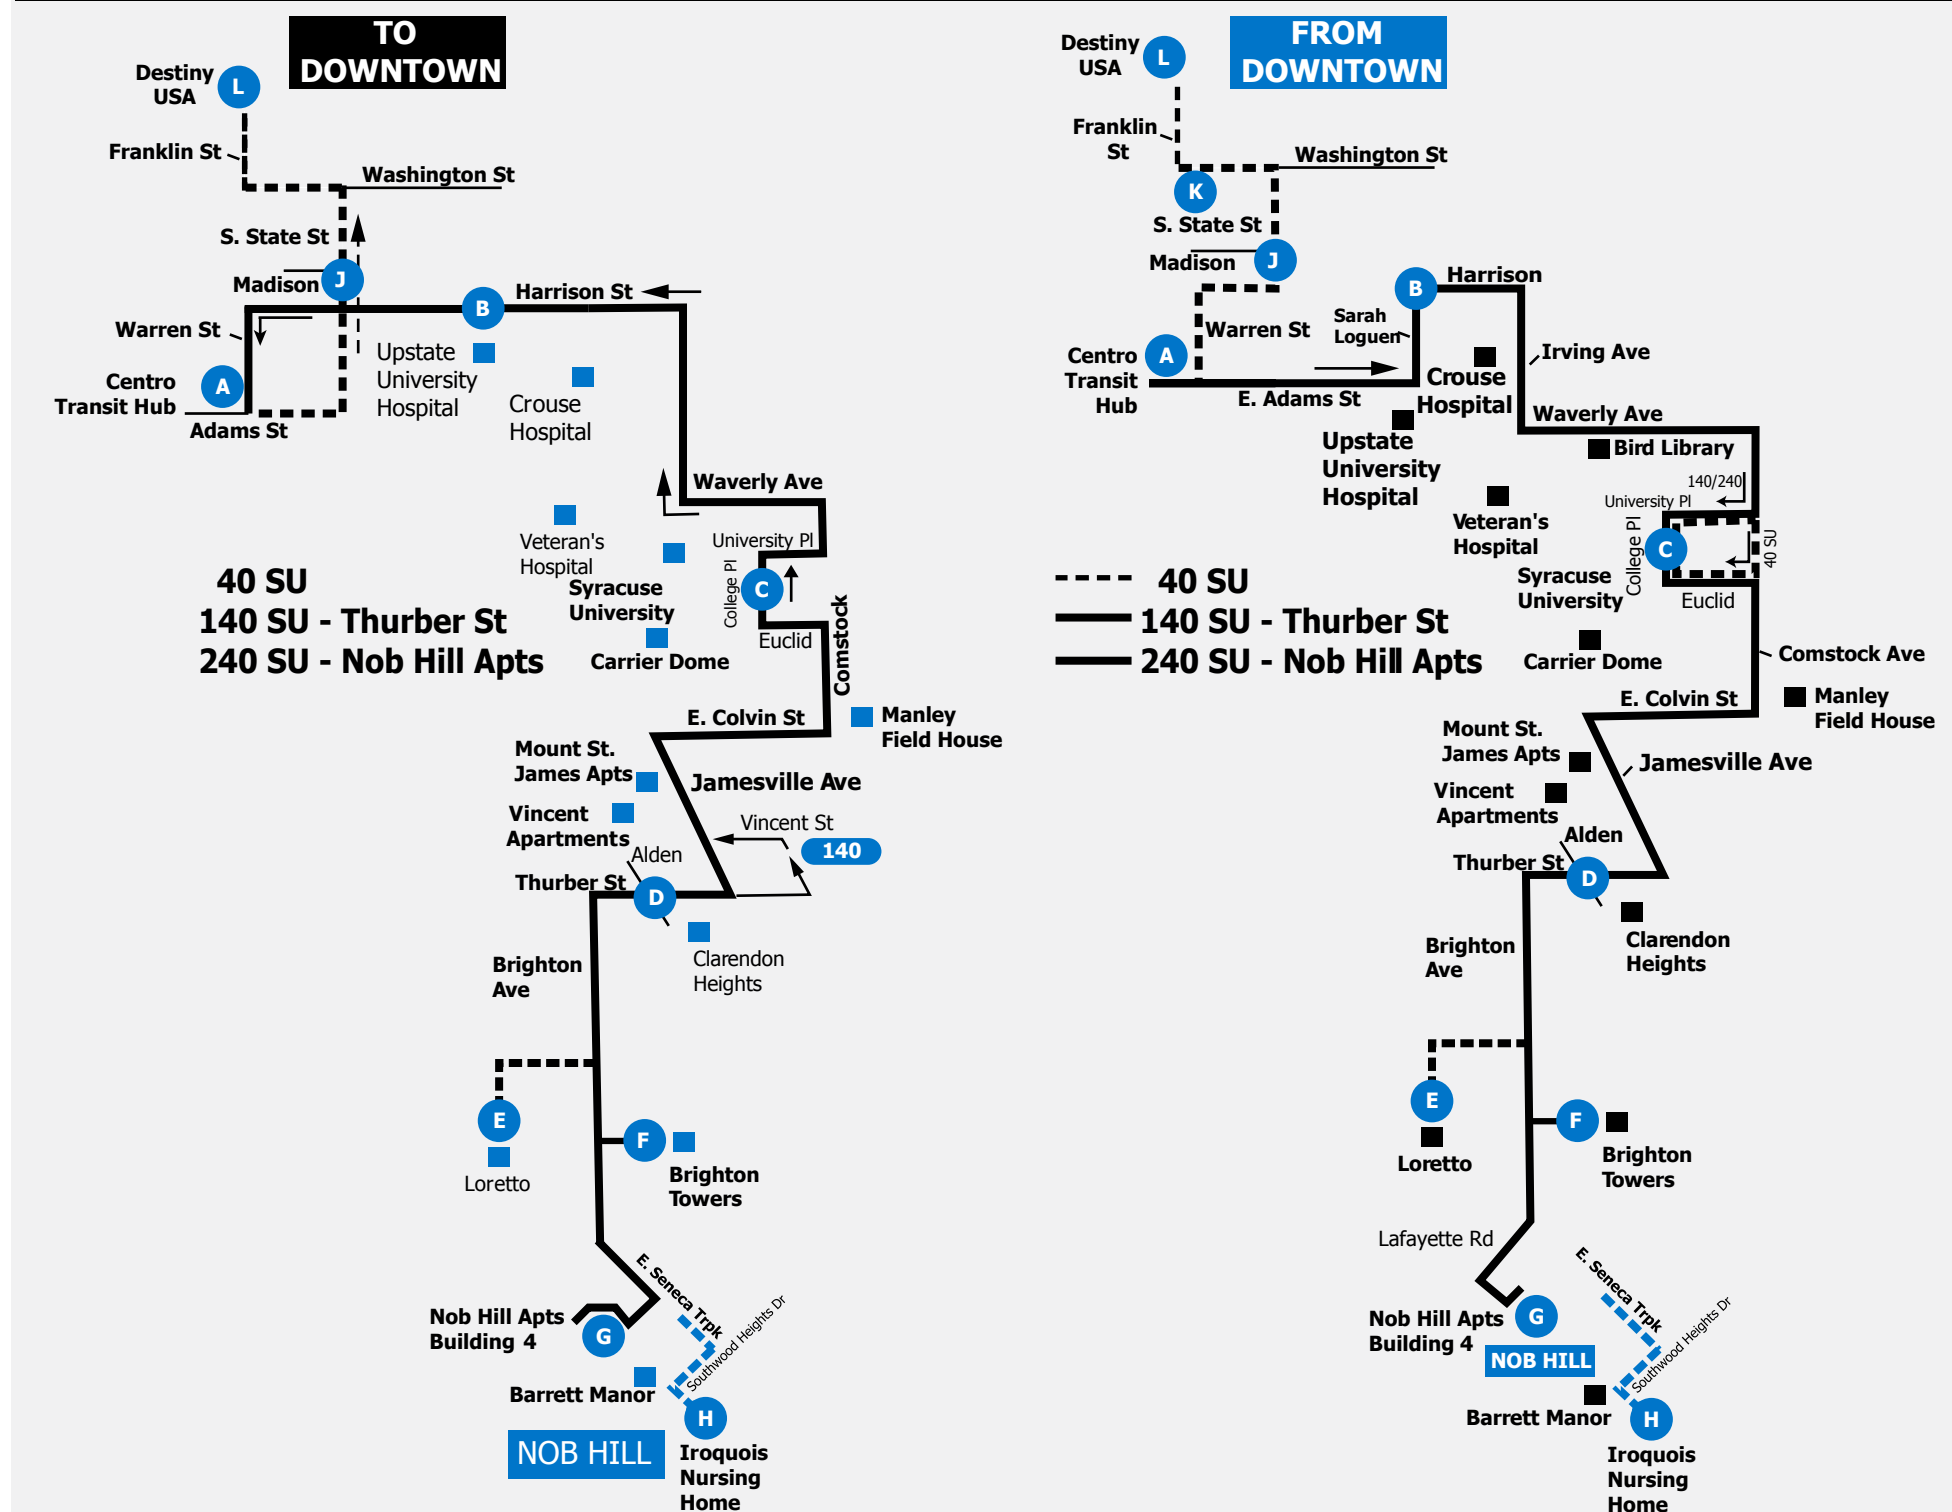 TO
DOWNTOWN
Destiny
USA
L
Franklin St
Washington St
S. State St
Madison
J
Harrison St
B
Warren St
Centro
Transit Hub
A
Adams St
Upstate
University
Hospital
Crouse
Hospital
Waverly Ave
Veteran's
Hospital
University Pl
College Pl
C
Syracuse
University
Euclid
Comstock
Carrier Dome
40 SU
140 SU - Thurber St
240 SU - Nob Hill Apts
E. Colvin St
Manley
Field House
Mount St.
James Apts
Jamesville Ave
Vincent
Apartments
Vincent St
140
Alden
Thurber St
D
Clarendon
Heights
Brighton
Ave
E
Loretto
F
Brighton
Towers
E. Seneca Trpk
Southwood Heights Dr
Nob Hill Apts
Building 4
G
Barrett Manor
H
NOB HILL
Iroquois
Nursing
Home
FROM
DOWNTOWN
Destiny
USA
L
Franklin
St
Washington St
K
S. State St
Madison
J
B
Harrison
Warren St
Sarah
Loguen
Centro
Transit
Hub
A
Irving Ave
E. Adams St
Crouse
Hospital
Waverly Ave
Upstate
University
Hospital
Bird Library
140/240
University Pl
Veteran's
Hospital
College Pl
C
40 SU
Syracuse
University
Euclid
Carrier Dome
Comstock Ave
40 SU
140 SU - Thurber St
240 SU - Nob Hill Apts
E. Colvin St
Manley
Field House
Mount St.
James Apts
Jamesville Ave
Vincent
Apartments
Alden
Thurber St
D
Clarendon
Heights
Brighton
Ave
E
Loretto
F
Brighton
Towers
Lafayette Rd
E. Seneca Trpk
Southwood Heights Dr
Nob Hill Apts
Building 4
G
NOB HILL
Barrett Manor
H
Iroquois
Nursing
Home